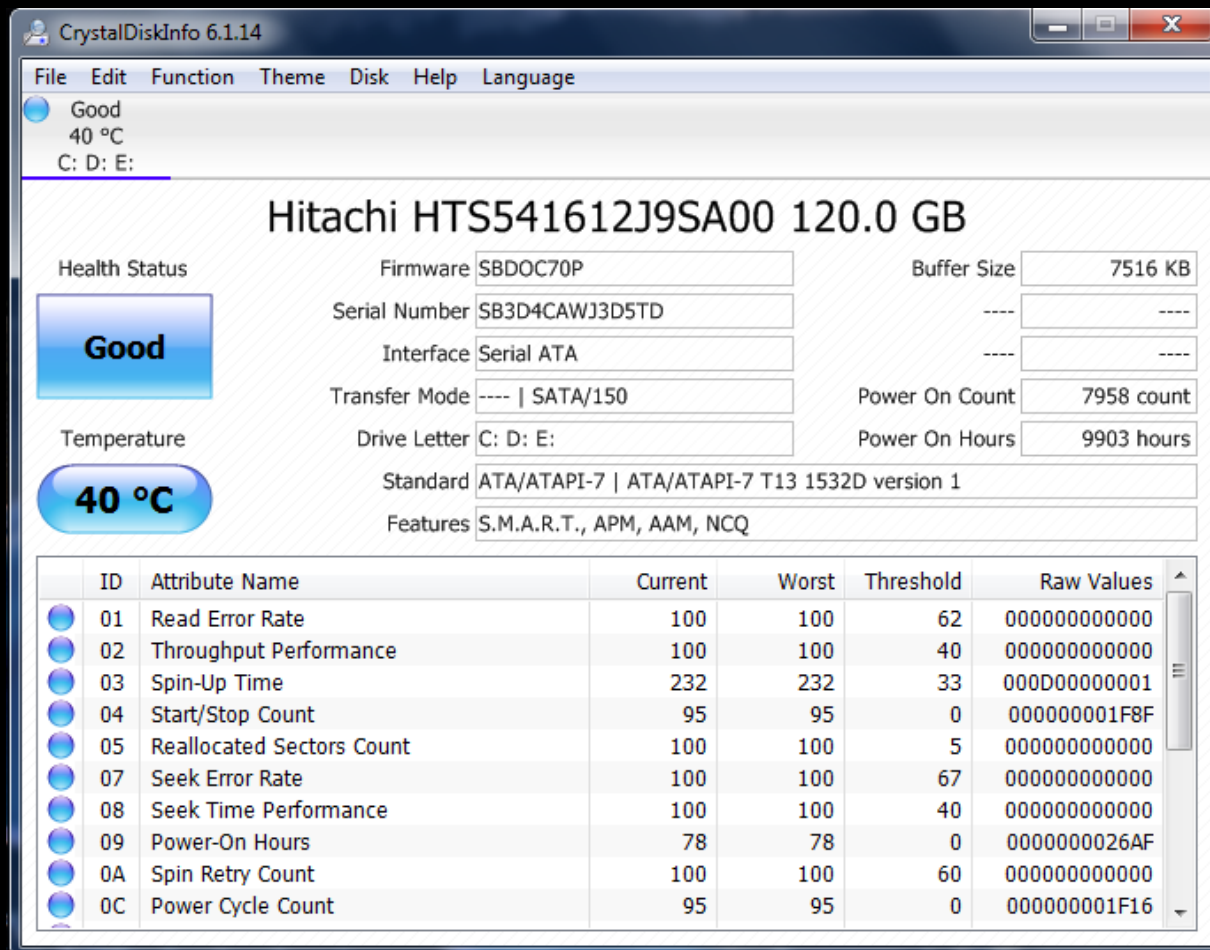 CrystalDiskInfo 6.1.14
File Edit Function Theme Disk Help Language
Good
40 °C
C: D: E:
Hitachi HTS541612J9SA00 120.0 GB
Health Status
Good
Temperature
40 °C
Firmware SBDOC70P
Serial Number SB3D4CAWJ3D5TD
Interface Serial ATA
Transfer Mode ---- | SATA/150
Drive Letter C: D: E:
Standard ATA/ATAPI-7 | ATA/ATAPI-7 T13 1532D version 1
Features S.M.A.R.T., APM, AAM, NCQ
Buffer Size 7516 KB
---- ----
---- ----
Power On Count 7958 count
Power On Hours 9903 hours
ID Attribute Name Current Worst Threshold Raw Values
01 Read Error Rate 100 100 62 000000000000
02 Throughput Performance 100 100 40 000000000000
03 Spin-Up Time 232 232 33 000D00000001
04 Start/Stop Count 95 95 0 000000001F8F
05 Reallocated Sectors Count 100 100 5 000000000000
07 Seek Error Rate 100 100 67 000000000000
08 Seek Time Performance 100 100 40 000000000000
09 Power-On Hours 78 78 0 0000000026AF
0A Spin Retry Count 100 100 60 000000000000
0C Power Cycle Count 95 95 0 000000001F16